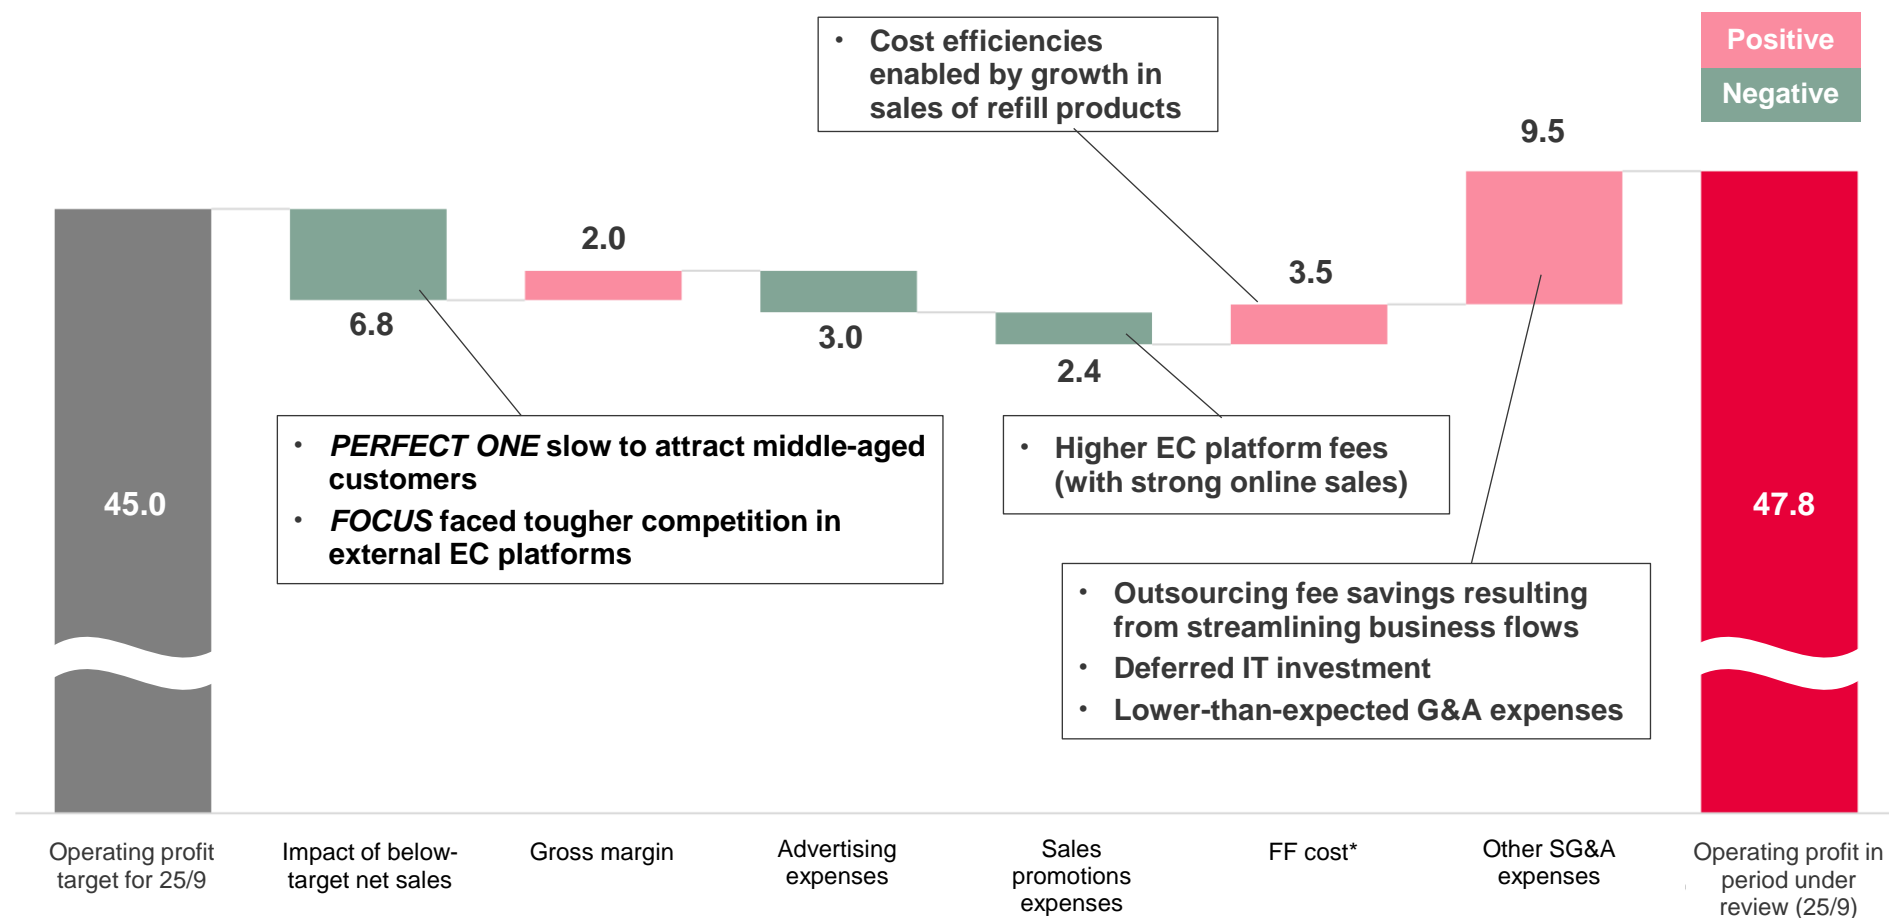 Positive
Negative
• Cost efficiencies
enabled by growth in
sales of refill products
9.5
2.0
3.5
6.8
3.0
2.4
45.0
47.8
• PERFECT ONE slow to attract middle-aged
customers
• FOCUS faced tougher competition in
external EC platforms
• Higher EC platform fees
(with strong online sales)
• Outsourcing fee savings resulting
from streamlining business flows
• Deferred IT investment
• Lower-than-expected G&A expenses
Operating profit
target for 25/9
Impact of below-
target net sales
Gross margin
Advertising
expenses
Sales
promotions
expenses
FF cost*
Other SG&A
expenses
Operating profit in
period under
review (25/9)